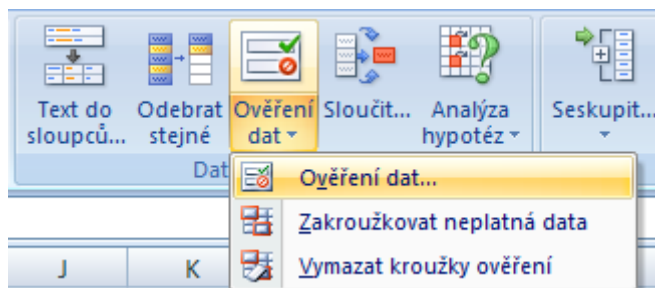 Text do sloupců...
Odebrat stejné
Ověření dat
Sloučit...
Analýza hypotéz
Seskupit...
Dat
Ověření dat...
Zakroužkovat neplatná data
Vymazat kroužky ověření
J K